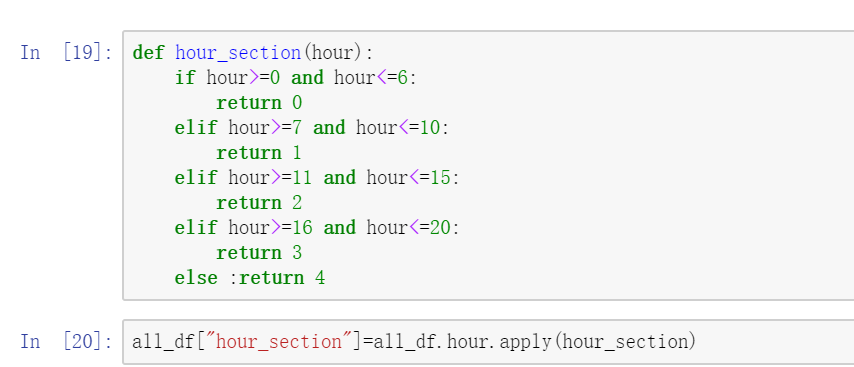 In [19]: def hour_section(hour):
    if hour>=0 and hour<=6:
        return 0
    elif hour>=7 and hour<=10:
        return 1
    elif hour>=11 and hour<=15:
        return 2
    elif hour>=16 and hour<=20:
        return 3
    else :return 4
In [20]: all_df["hour_section"]=all_df.hour.apply(hour_section)